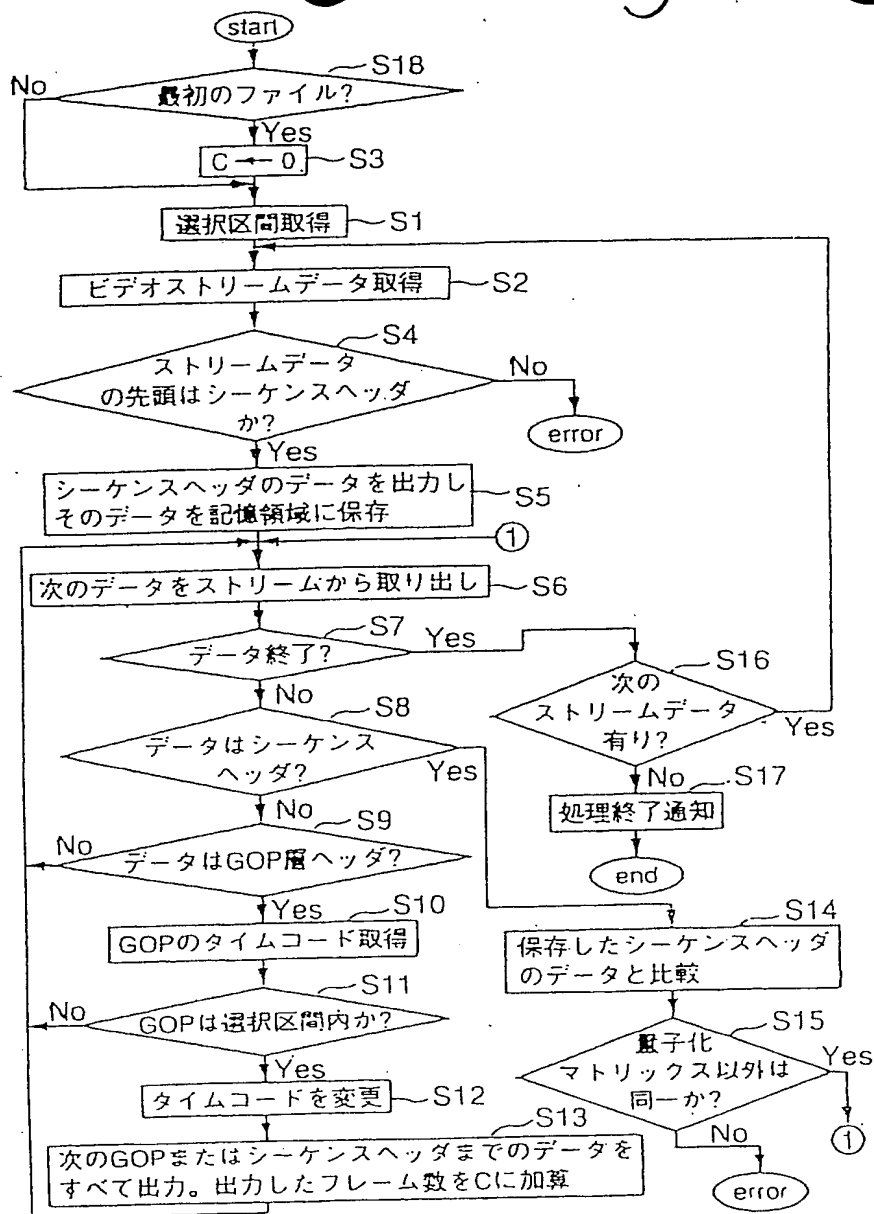 start
S18
No
最初のファイル?
Yes
C ← 0
S3
選択区間取得
S1
ビデオストリームデータ取得
S2
S4
ストリームデータ
の先頭はシーケンスヘッダ
か?
No
error
Yes
シーケンスヘッダのデータを出力し
そのデータを記憶領域に保存
S5
①
次のデータをストリームから取り出し
S6
S7
データ終了?
Yes
No
S16
次の
ストリームデータ
有り?
Yes
S8
データはシーケンス
ヘッダ?
Yes
No
No
S17
処理終了通知
end
S9
No
データはGOP層ヘッダ?
Yes
S10
GOPのタイムコード取得
S14
保存したシーケンスヘッダ
のデータと比較
S11
No
GOPは選択区間内か?
Yes
S15
量子化
マトリックス以外は
同一か?
Yes
①
No
error
タイムコードを変更
S12
S13
次のGOPまたはシーケンスヘッダまでのデータを
すべて出力。出力したフレーム数をCに加算